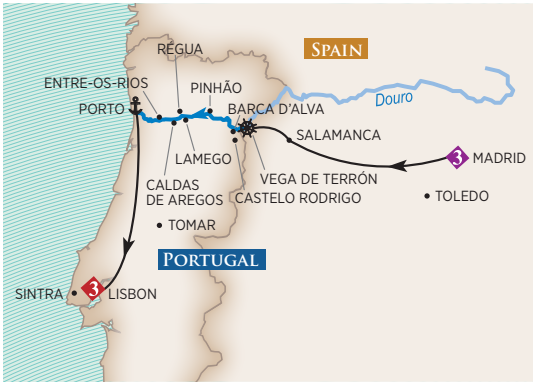 SPAIN
RÉGUA
ENTRE-OS-RIOS
PINHÃO
Douro
PORTO
BARCA D'ALVA
SALAMANCA
LAMEGO
3
MADRID
CALDAS
DE AREGOS
VEGA DE TERRÓN
CASTELO RODRIGO
TOLEDO
TOMAR
PORTUGAL
SINTRA
3
LISBON